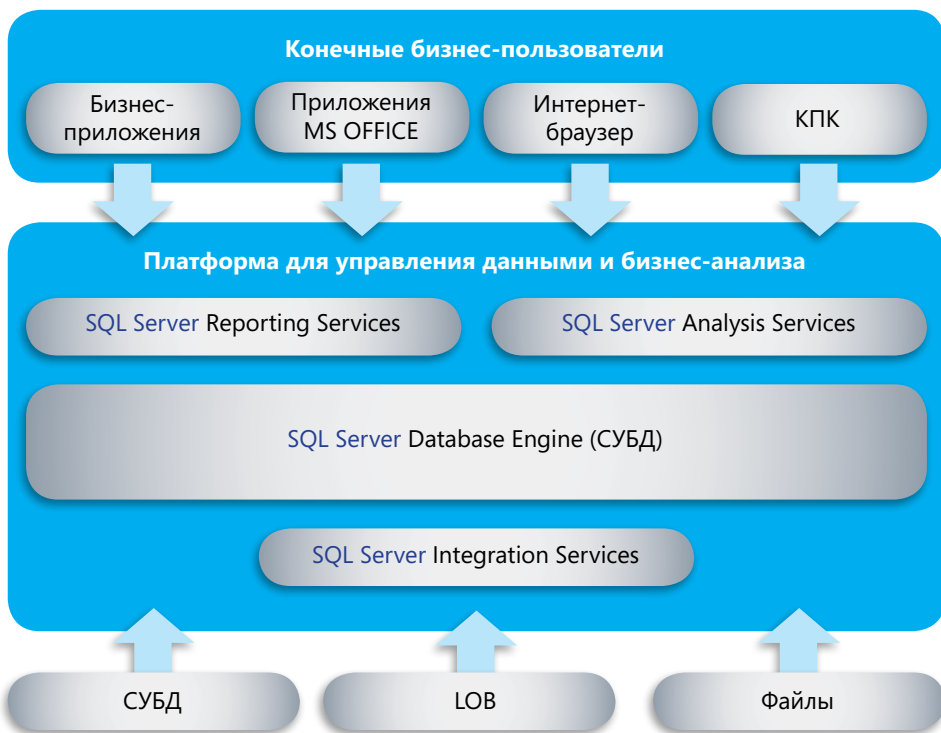 Конечные бизнес-пользователи
Бизнес-
приложения
Приложения
MS OFFICE
Интернет-
браузер
КПК
Платформа для управления данными и бизнес-анализа
SQL Server Reporting Services
SQL Server Analysis Services
SQL Server Database Engine (СУБД)
SQL Server Integration Services
СУБД
LOB
Файлы